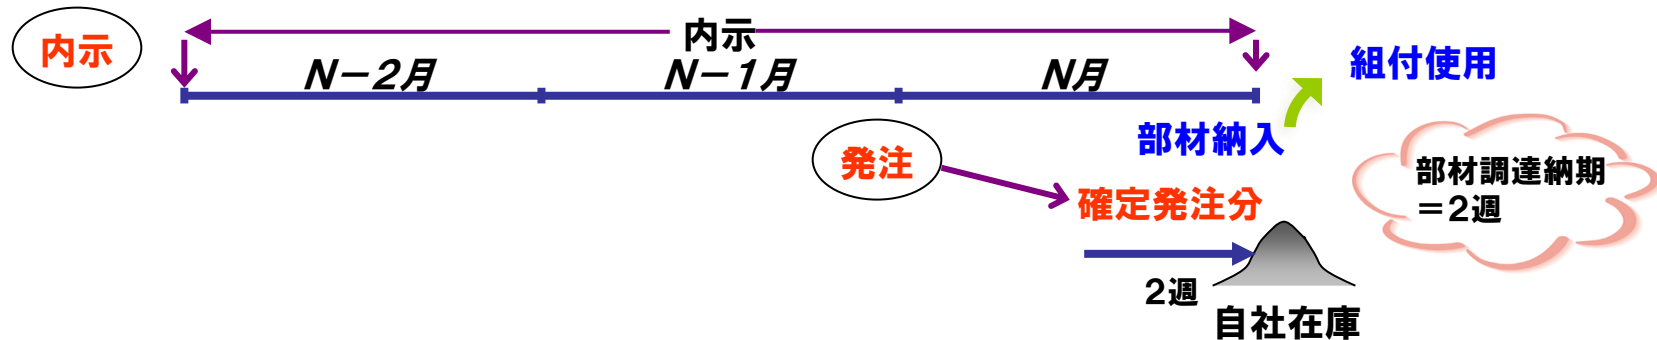 内示
内示
N－2月
N－1月
N月
組付使用
部材納入
発注
確定発注分
部材調達納期
＝2週
2週
自社在庫